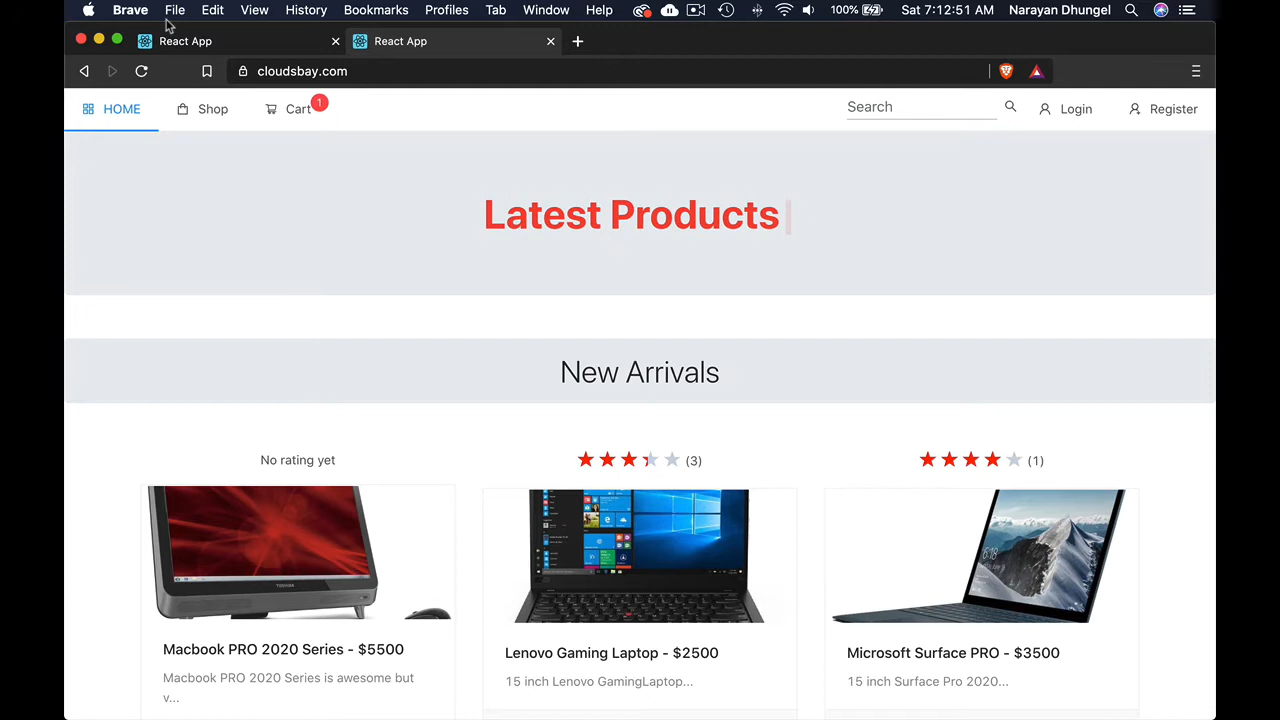 Brave File Edit View History Bookmarks Profiles Tab Window Help 100% Sat 7:12:51 AM Narayan Dhungel
React App React App
cloudsbay.com
HOME Shop Cart 1 Search Login Register
Latest Products
New Arrivals
No rating yet (3) (1)
TOSHIBA
6:18
Macbook PRO 2020 Series - $5500
Lenovo Gaming Laptop - $2500
Microsoft Surface PRO - $3500
Macbook PRO 2020 Series is awesome but
v...
15 inch Lenovo GamingLaptop...
15 inch Surface Pro 2020...